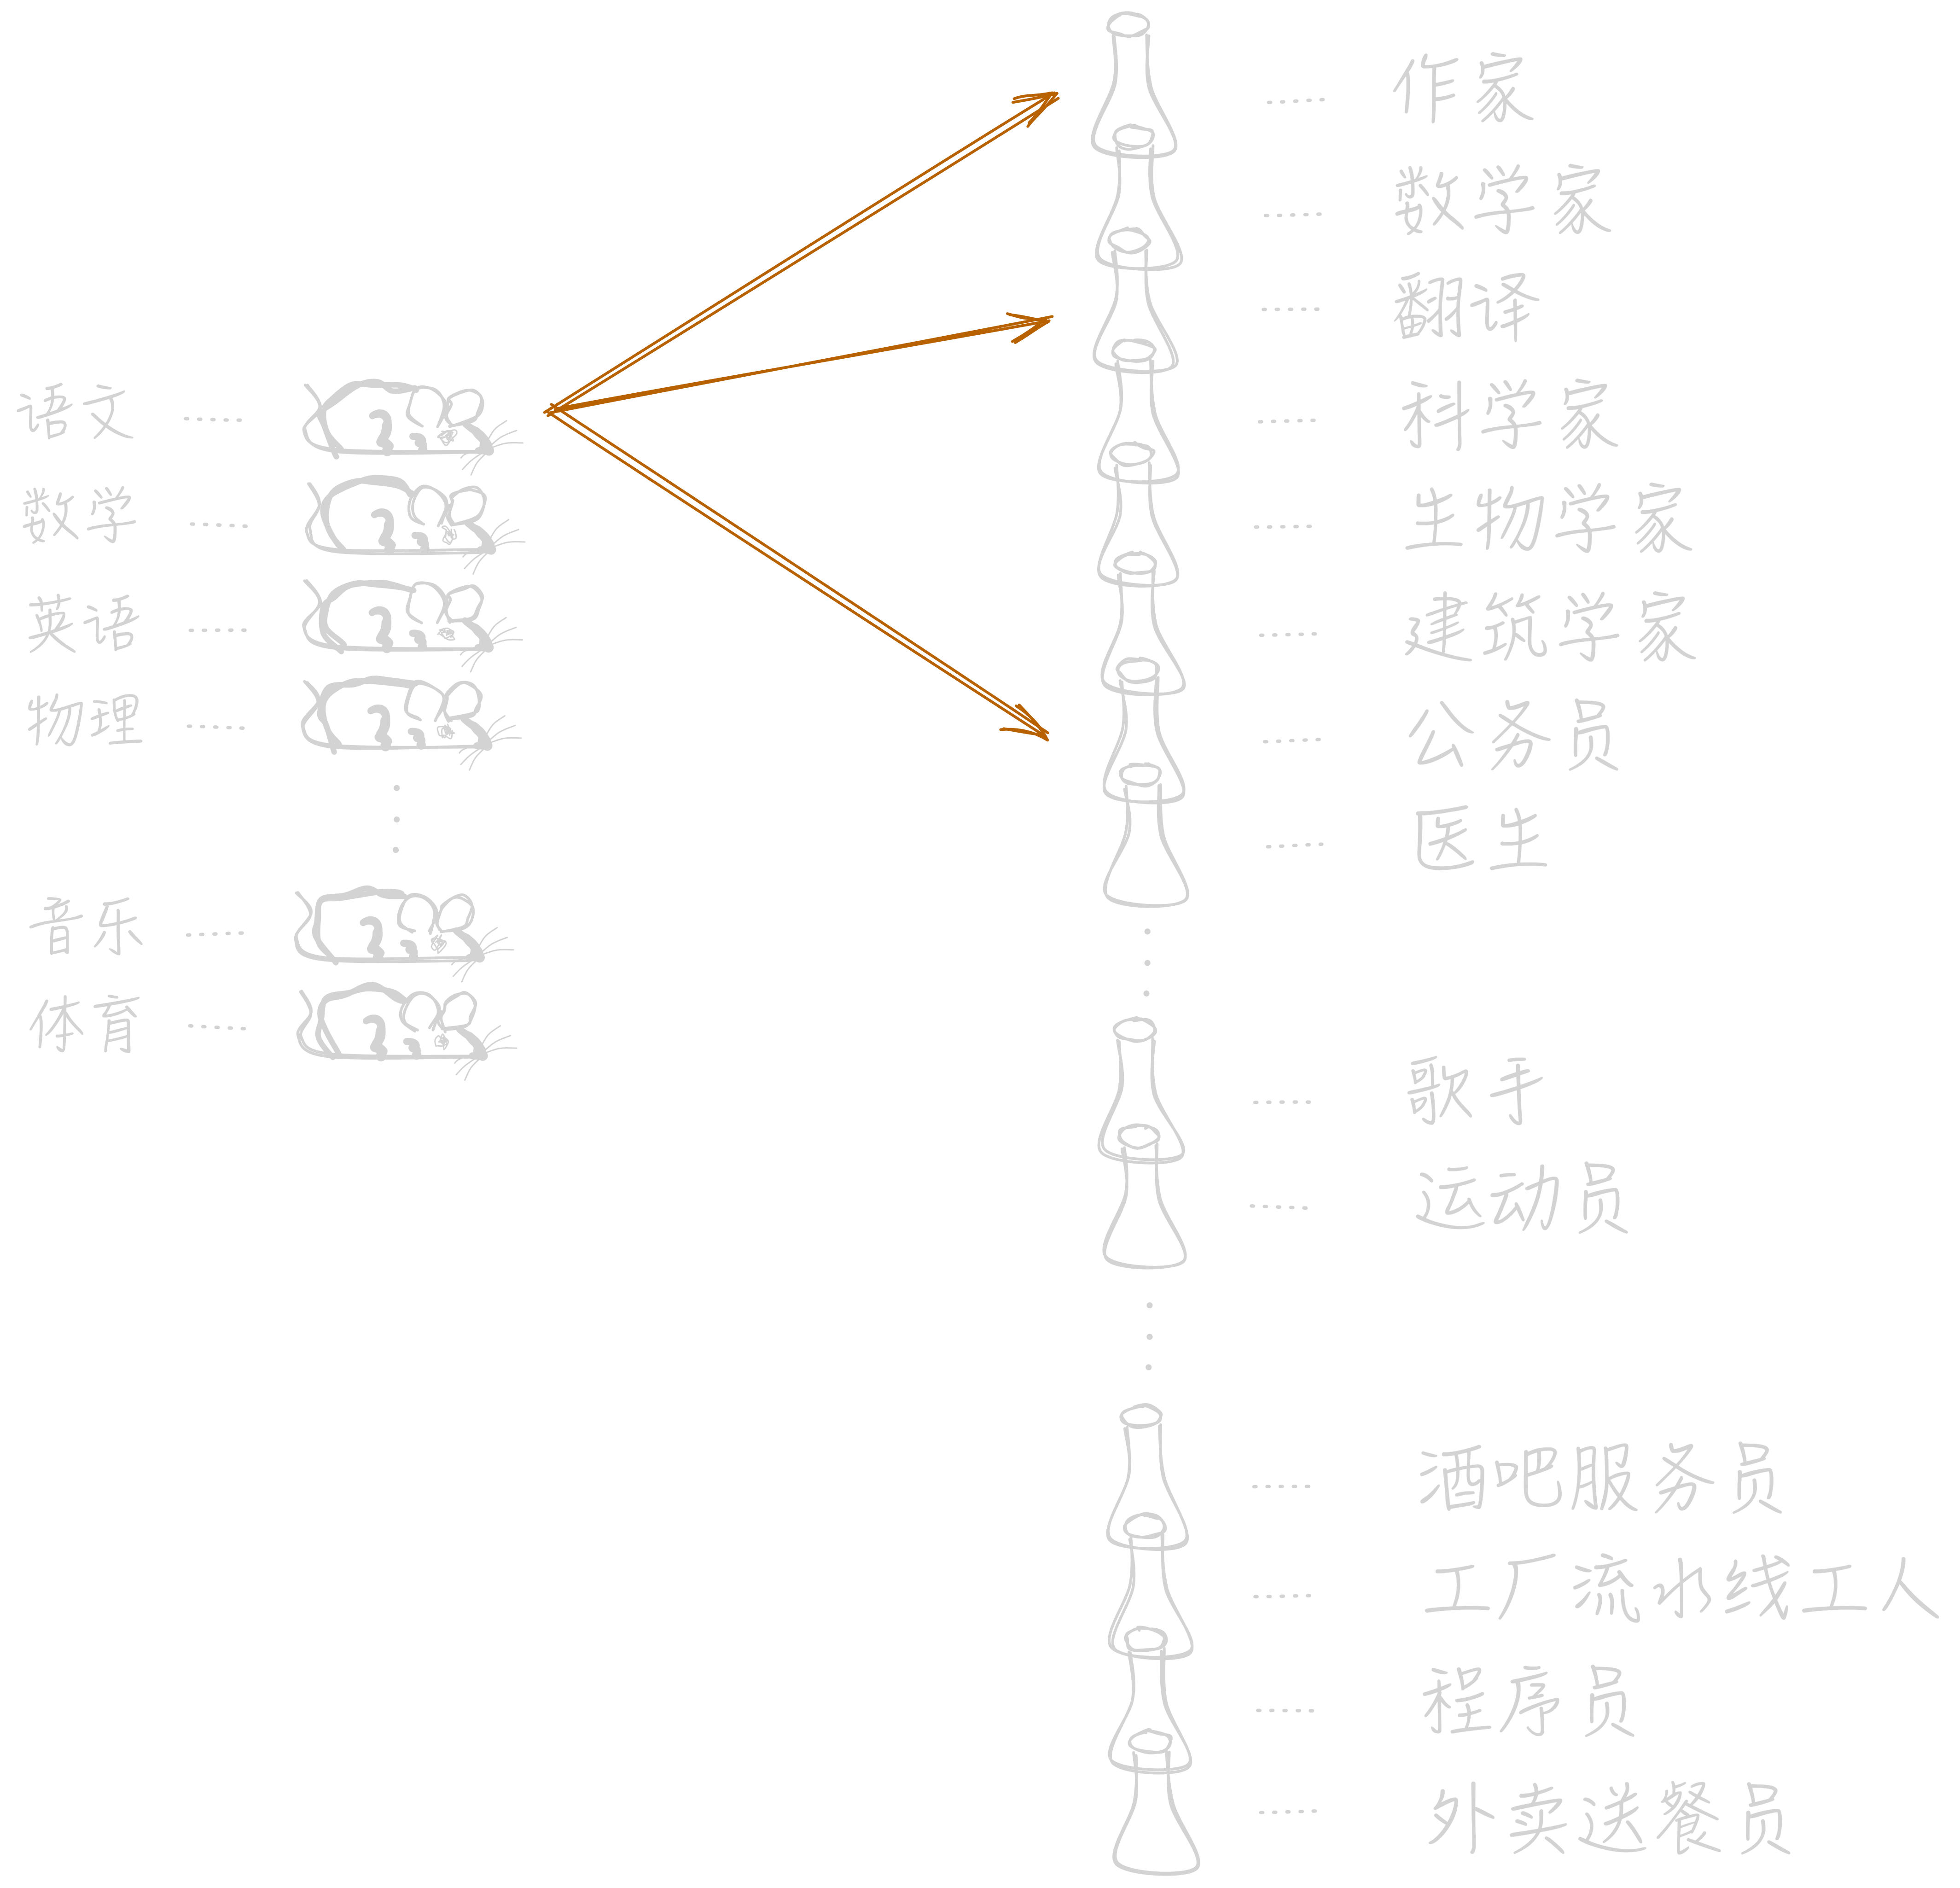 语文
数学
英语
物理
音乐
体育
作家
数学家
翻译
科学家
生物学家
建筑学家
公务员
医生
歌手
运动员
酒吧服务员
工厂流水线工人
程序员
外卖送餐员